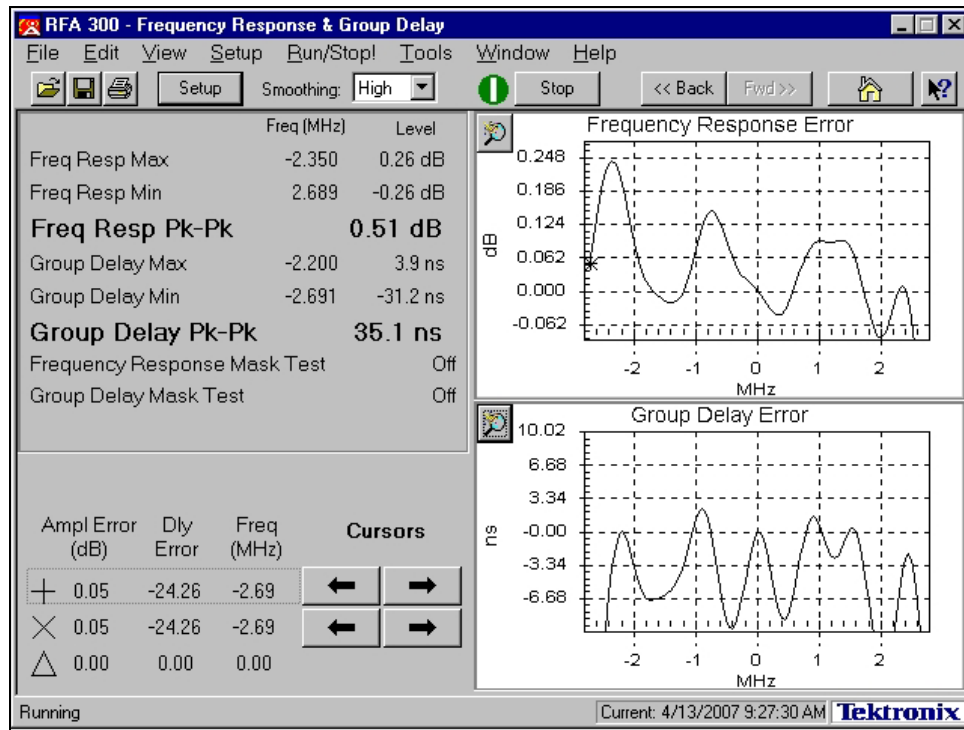 RFA 300 - Frequency Response & Group Delay
File Edit View Setup Run/Stop! Tools Window Help
Setup Smoothing: High Stop << Back Fwd >>
Freq (MHz) Level
Freq Resp Max -2.350 0.26 dB
Freq Resp Min 2.689 -0.26 dB
Freq Resp Pk-Pk 0.51 dB
Group Delay Max -2.200 3.9 ns
Group Delay Min -2.691 -31.2 ns
Group Delay Pk-Pk 35.1 ns
Frequency Response Mask Test Off
Group Delay Mask Test Off
Ampl Error (dB) Dly Error Freq (MHz) Cursors
0.05 -24.26 -2.69
0.05 -24.26 -2.69
0.00 0.00 0.00
Frequency Response Error
0.248
0.186
0.124
0.062
0.000
-0.062
dB
-2 -1 0 1 2
MHz
Group Delay Error
10.02
6.68
3.34
-0.00
-3.34
-6.68
ns
-2 -1 0 1 2
MHz
Running Current: 4/13/2007 9:27:30 AM Tektronix